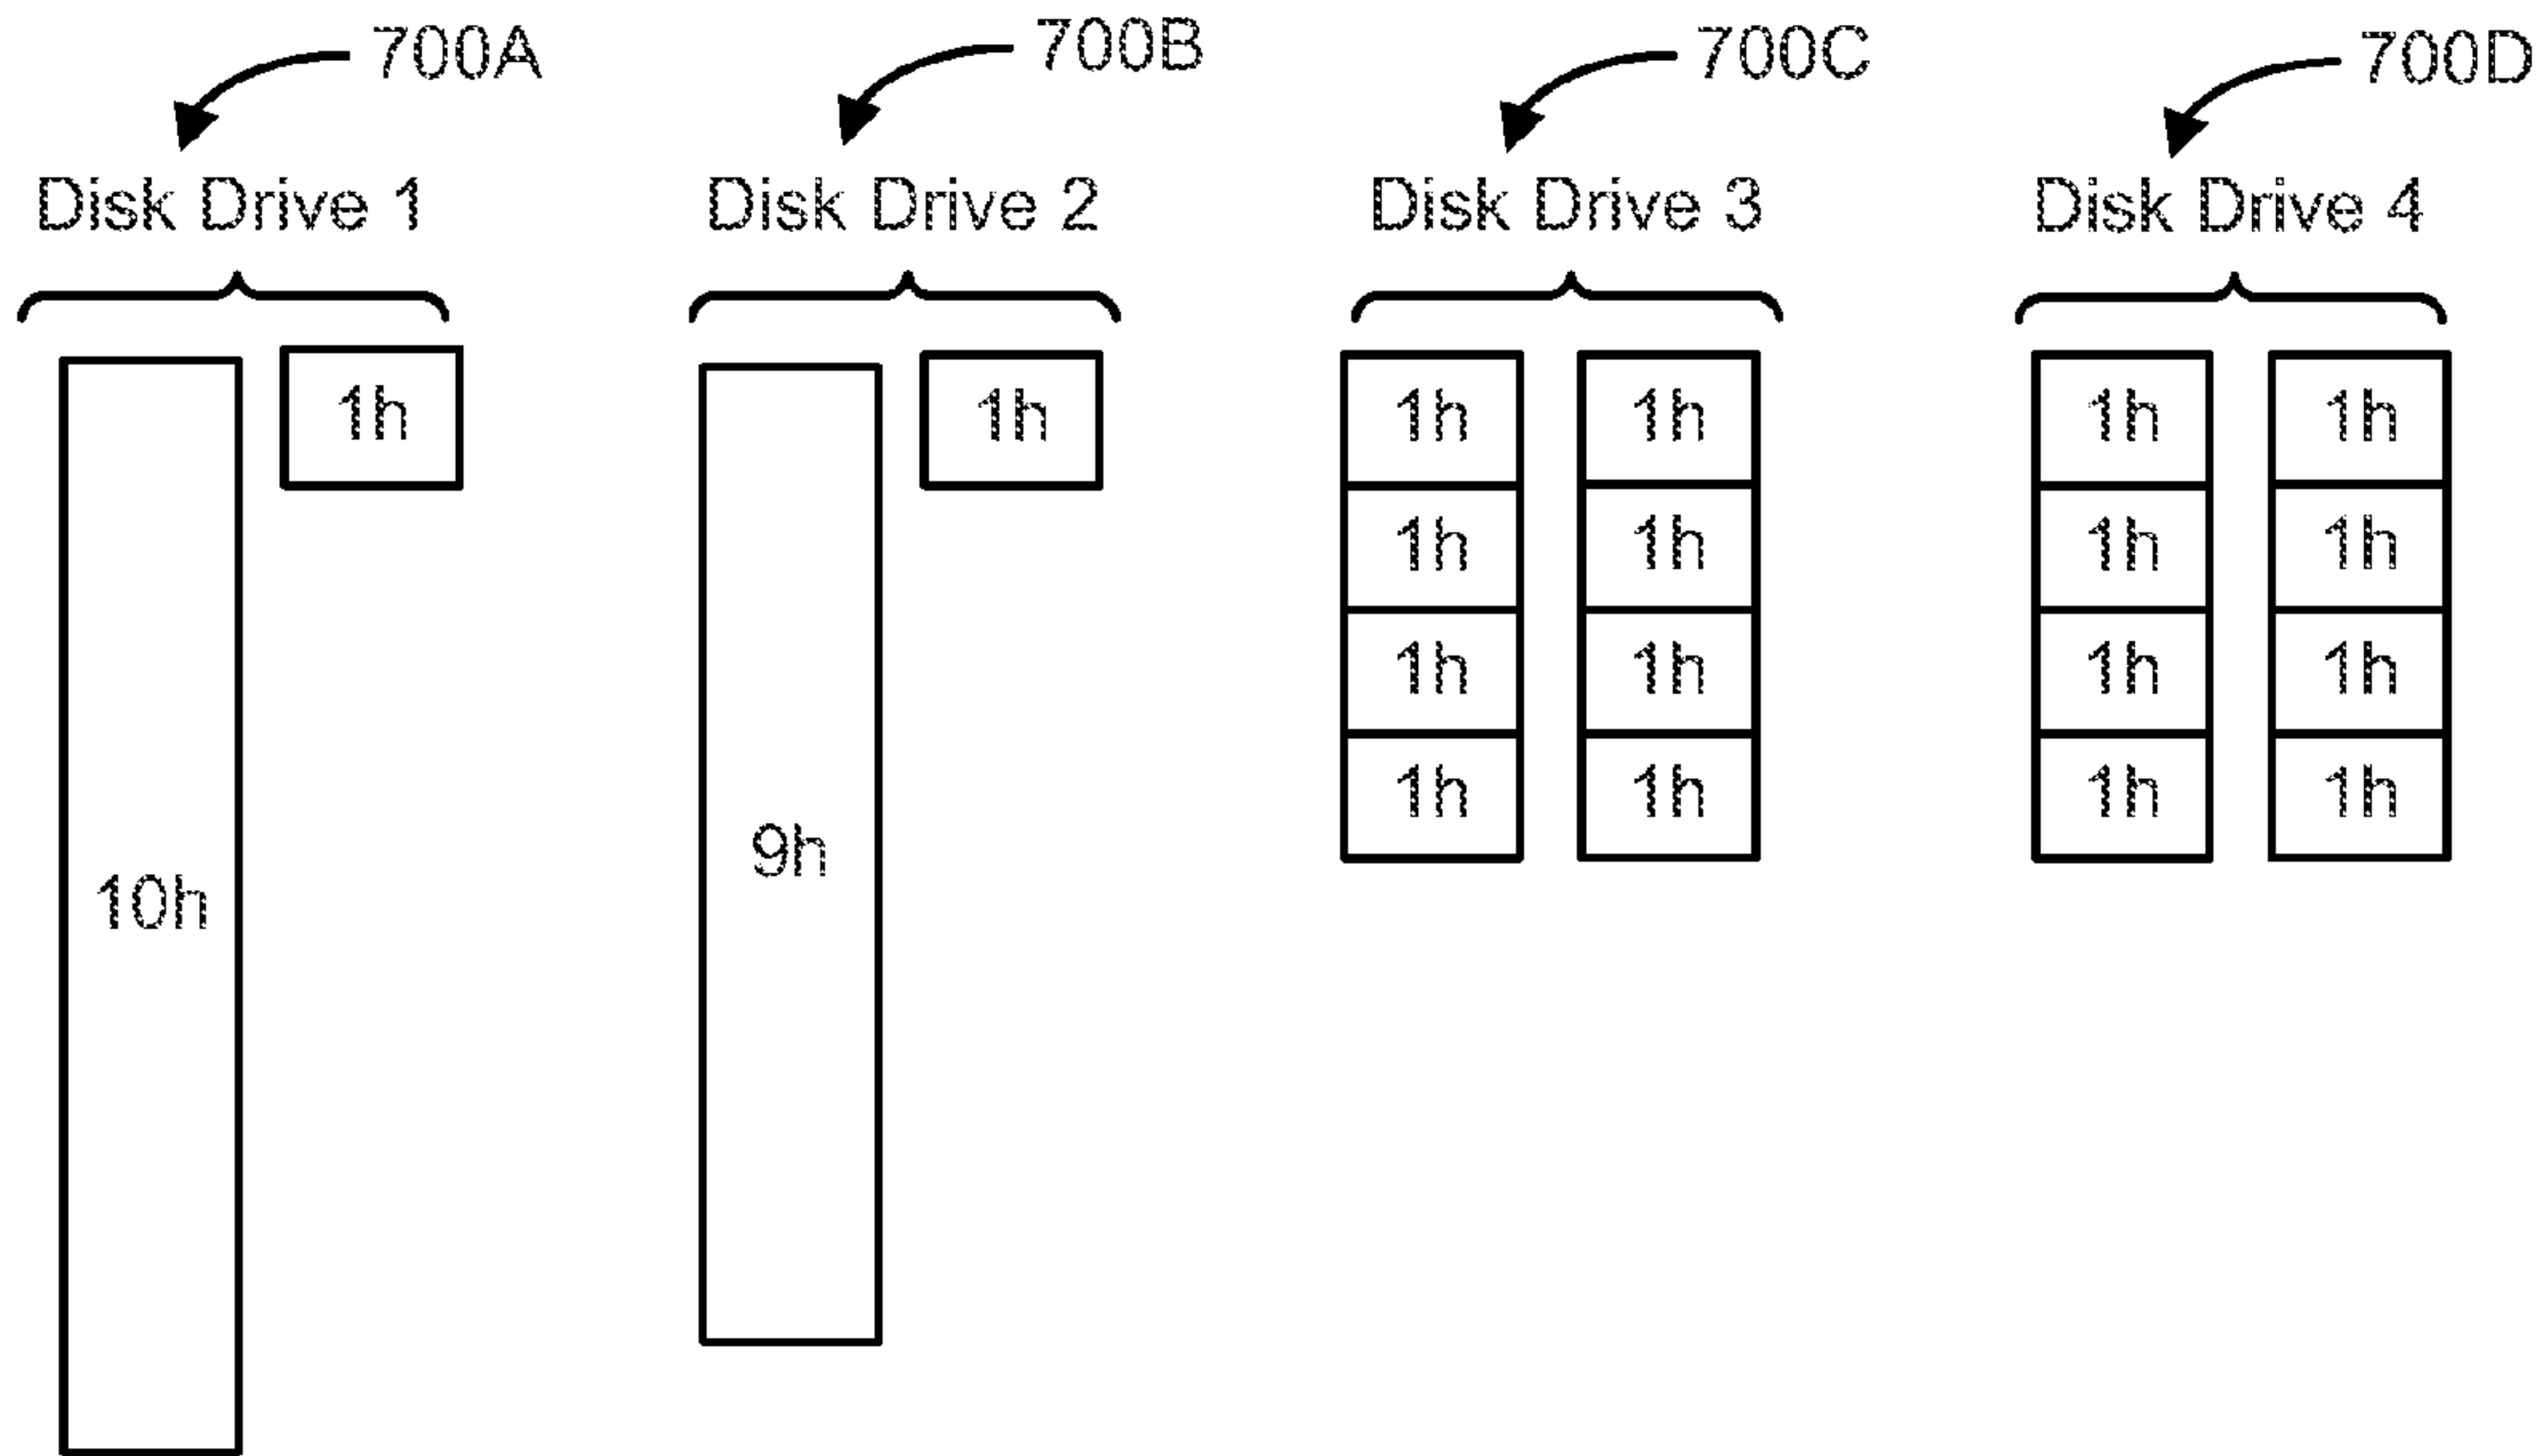 700A 700B 700C 700D
Disk Drive 1 Disk Drive 2 Disk Drive 3 Disk Drive 4
1h 1h 1h 1h 1h 1h
1h 1h 1h 1h
1h 1h 1h 1h
1h 1h 1h 1h
9h
10h